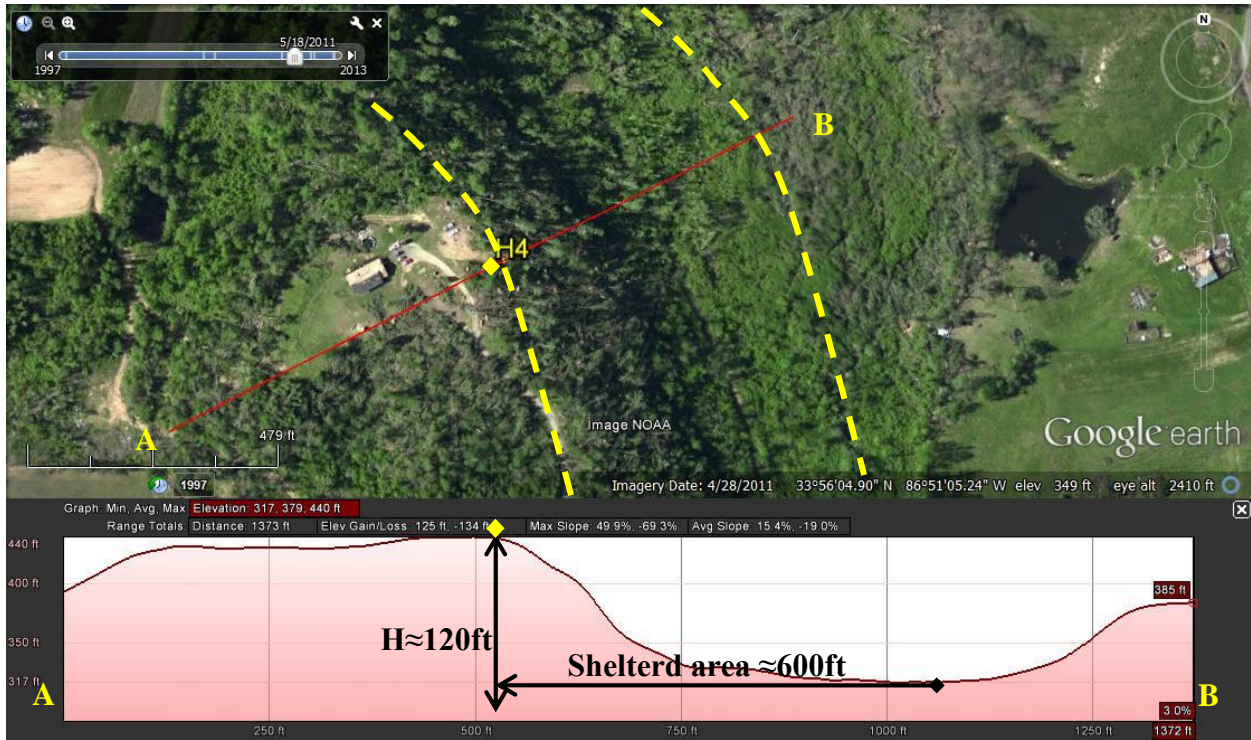 5/18/2011
1997
2013
B
H4
A
479 ft
Image NOAA
Google earth
1997
Imagery Date: 4/28/2011 33°56'04.90" N 86°51'05.24" W elev 349 ft eye alt 2410 ft
N
Graph: Min, Avg, Max Elevation: 317, 379, 440 ft
Range Totals: Distance: 1373 ft Elev Gain/Loss: 125 ft, -134 ft Max Slope: 49.9%, -69.3% Avg Slope: 15.4%, -19.0%
440 ft
400 ft
350 ft
317 ft
385 ft
H≈120ft
Shelterd area ≈600ft
A
B
3.0%
250 ft
500 ft
750 ft
1000 ft
1250 ft
1372 ft